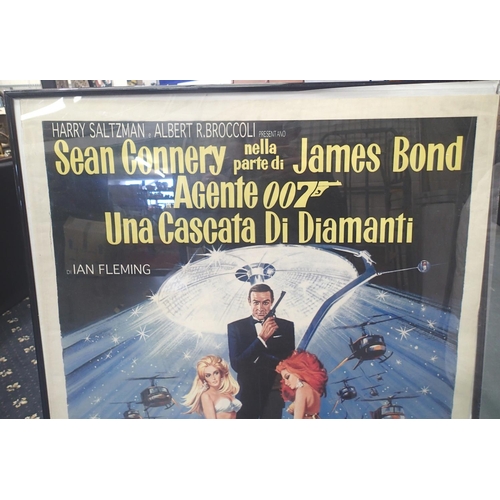 HARRY SALTZMAN E ALBERT R. BROCCOLI PRESENTANO
Sean Connery nella parte di James Bond
Agente 007
Una Cascata Di Diamanti
DI IAN FLEMING